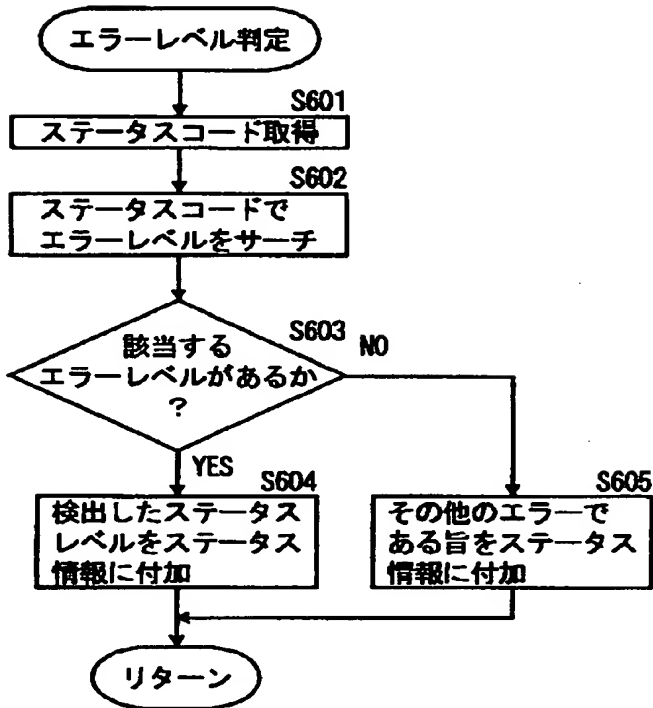 エラーレベル判定
S601
ステータスコード取得
S602
ステータスコードで
エラーレベルをサーチ
S603
該当する
エラーレベルがあるか
?
NO
YES
S604
検出したステータス
レベルをステータス
情報に付加
S605
その他のエラーで
ある旨をステータス
情報に付加
リターン